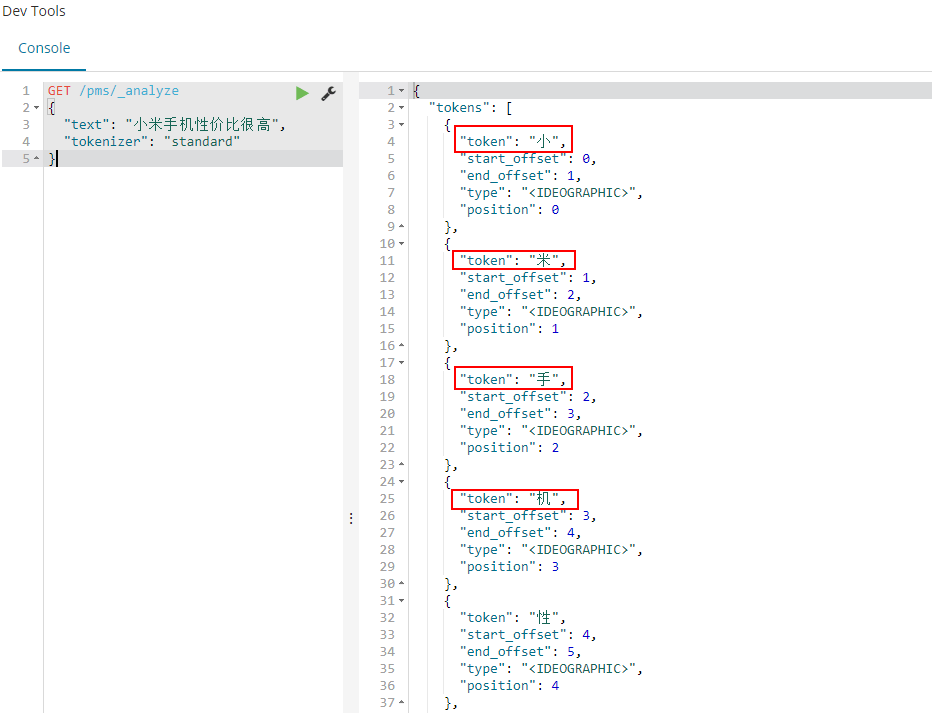 Dev Tools
Console
1 GET /pms/_analyze
2 {
3 "text": "小米手机性价比很高",
4 "tokenizer": "standard"
5 }
1 {
2 "tokens": [
3 {
4 "token": "小",
5 "start_offset": 0,
6 "end_offset": 1,
7 "type": "<IDEOGRAPHIC>",
8 "position": 0
9 },
10 {
11 "token": "米",
12 "start_offset": 1,
13 "end_offset": 2,
14 "type": "<IDEOGRAPHIC>",
15 "position": 1
16 },
17 {
18 "token": "手",
19 "start_offset": 2,
20 "end_offset": 3,
21 "type": "<IDEOGRAPHIC>",
22 "position": 2
23 },
24 {
25 "token": "机",
26 "start_offset": 3,
27 "end_offset": 4,
28 "type": "<IDEOGRAPHIC>",
29 "position": 3
30 },
31 {
32 "token": "性",
33 "start_offset": 4,
34 "end_offset": 5,
35 "type": "<IDEOGRAPHIC>",
36 "position": 4
37 },